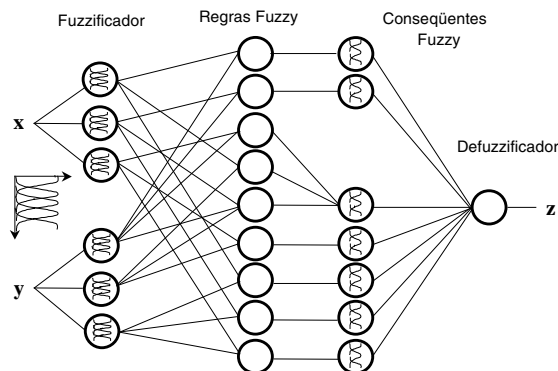 Fuzzificador
Regras Fuzzy
Conseqüentes
Fuzzy
x
Defuzzificador
z
y